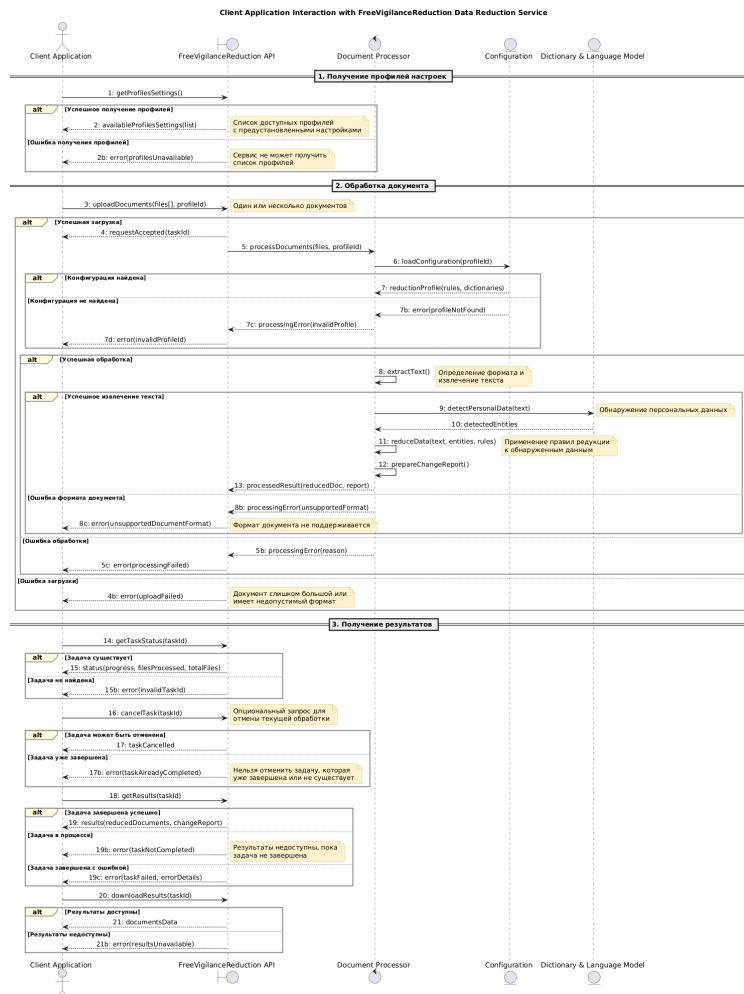 Client Application Interaction with FreeVigilanceReduction Data Reduction Service
Client Application
FreeVigilanceReduction API
Document Processor
Configuration
Dictionary & Language Model
1. Получение профилей настроек
1: getProfilesSettings()
alt [Успешное получение профилей]
2: availableProfilesSettings(list)
Список доступных профилей
с предустановленными настройками
[Ошибка получения профилей]
2b: error(profilesUnavailable)
Сервис не может получить
список профилей
2. Обработка документа
3: uploadDocuments(files[], profileId)
Один или несколько документов
alt [Успешная загрузка]
4: requestAccepted(taskId)
5: processDocuments(files, profileId)
6: loadConfiguration(profileId)
alt [Конфигурация найдена]
7: reductionProfile(rules, dictionaries)
[Конфигурация не найдена]
7b: error(profileNotFound)
7c: processingError(invalidProfile)
7d: error(invalidProfileId)
alt [Успешная обработка]
8: extractText()
Определение формата и
извлечение текста
alt [Успешное извлечение текста]
9: detectPersonalData(text)
Обнаружение персональных данных
10: detectedEntities
11: reduceData(text, entities, rules)
Применение правил редукции
к обнаруженным данным
12: prepareChangeReport()
13: processedResult(reducedDoc, report)
[Ошибка формата документа]
8b: processingError(unsupportedFormat)
8c: error(unsupportedDocumentFormat)
Формат документа не поддерживается
[Ошибка обработки]
5b: processingError(reason)
5c: error(processingFailed)
[Ошибка загрузки]
4b: error(uploadFailed)
Документ слишком большой или
имеет недопустимый формат
3. Получение результатов
14: getTaskStatus(taskId)
alt [Задача существует]
15: status(progress, filesProcessed, totalFiles)
[Задача не найдена]
15b: error(invalidTaskId)
16: cancelTask(taskId)
Опциональный запрос для
отмены текущей обработки
alt [Задача может быть отменена]
17: taskCancelled
[Задача уже завершена]
17b: error(taskAlreadyCompleted)
Нельзя отменить задачу, которая
уже завершена или не существует
18: getResults(taskId)
alt [Задача завершена успешно]
19: results(reducedDocuments, changeReport)
[Задача в процессе]
19b: error(taskNotCompleted)
Результаты недоступны, пока
задача не завершена
[Задача завершена с ошибкой]
19c: error(taskFailed, errorDetails)
20: downloadResults(taskId)
alt [Результаты доступны]
21: documentsData
[Результаты недоступны]
21b: error(resultsUnavailable)
Client Application
FreeVigilanceReduction API
Document Processor
Configuration
Dictionary & Language Model